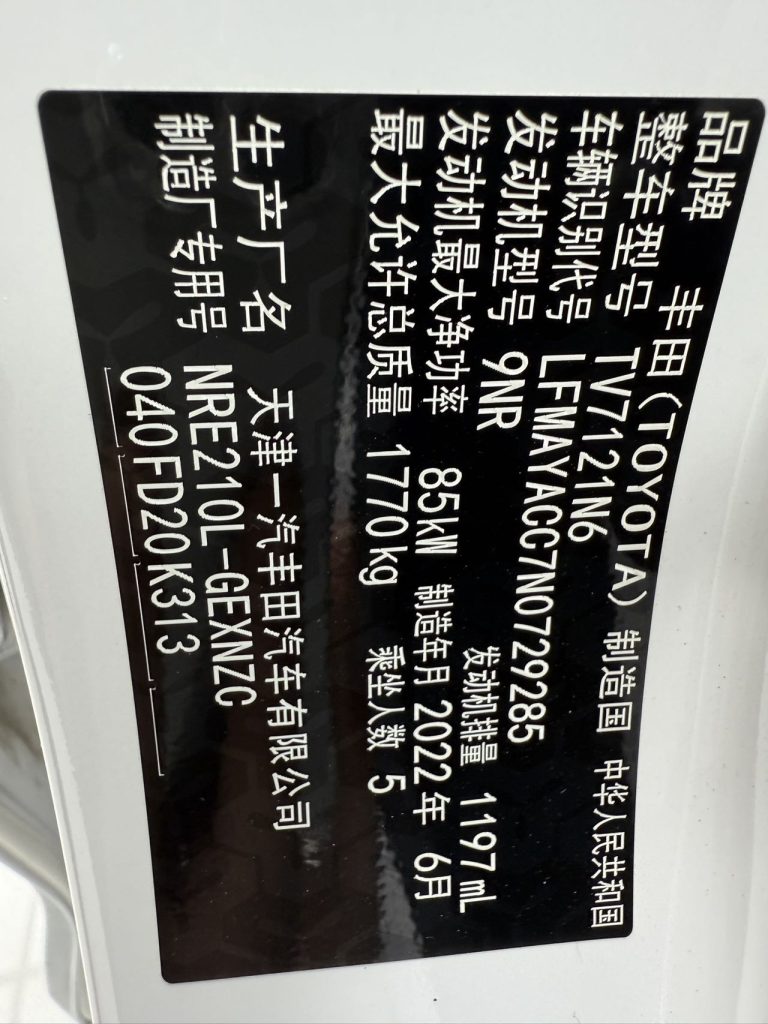 品牌 丰田(TOYOTA) 制造国 中华人民共和国
整车型号 TV7121N6
车辆识别代号 LFMAYACC7N0729285
发动机型号 9NR 发动机排量 1197mL
发动机最大净功率 85kW 制造年月 2022年 6月
最大允许总质量 1770kg 乘坐人数 5
生产厂名 天津一汽丰田汽车有限公司
制造厂专用号 NRE210L-GEXNZC
040FD20K313